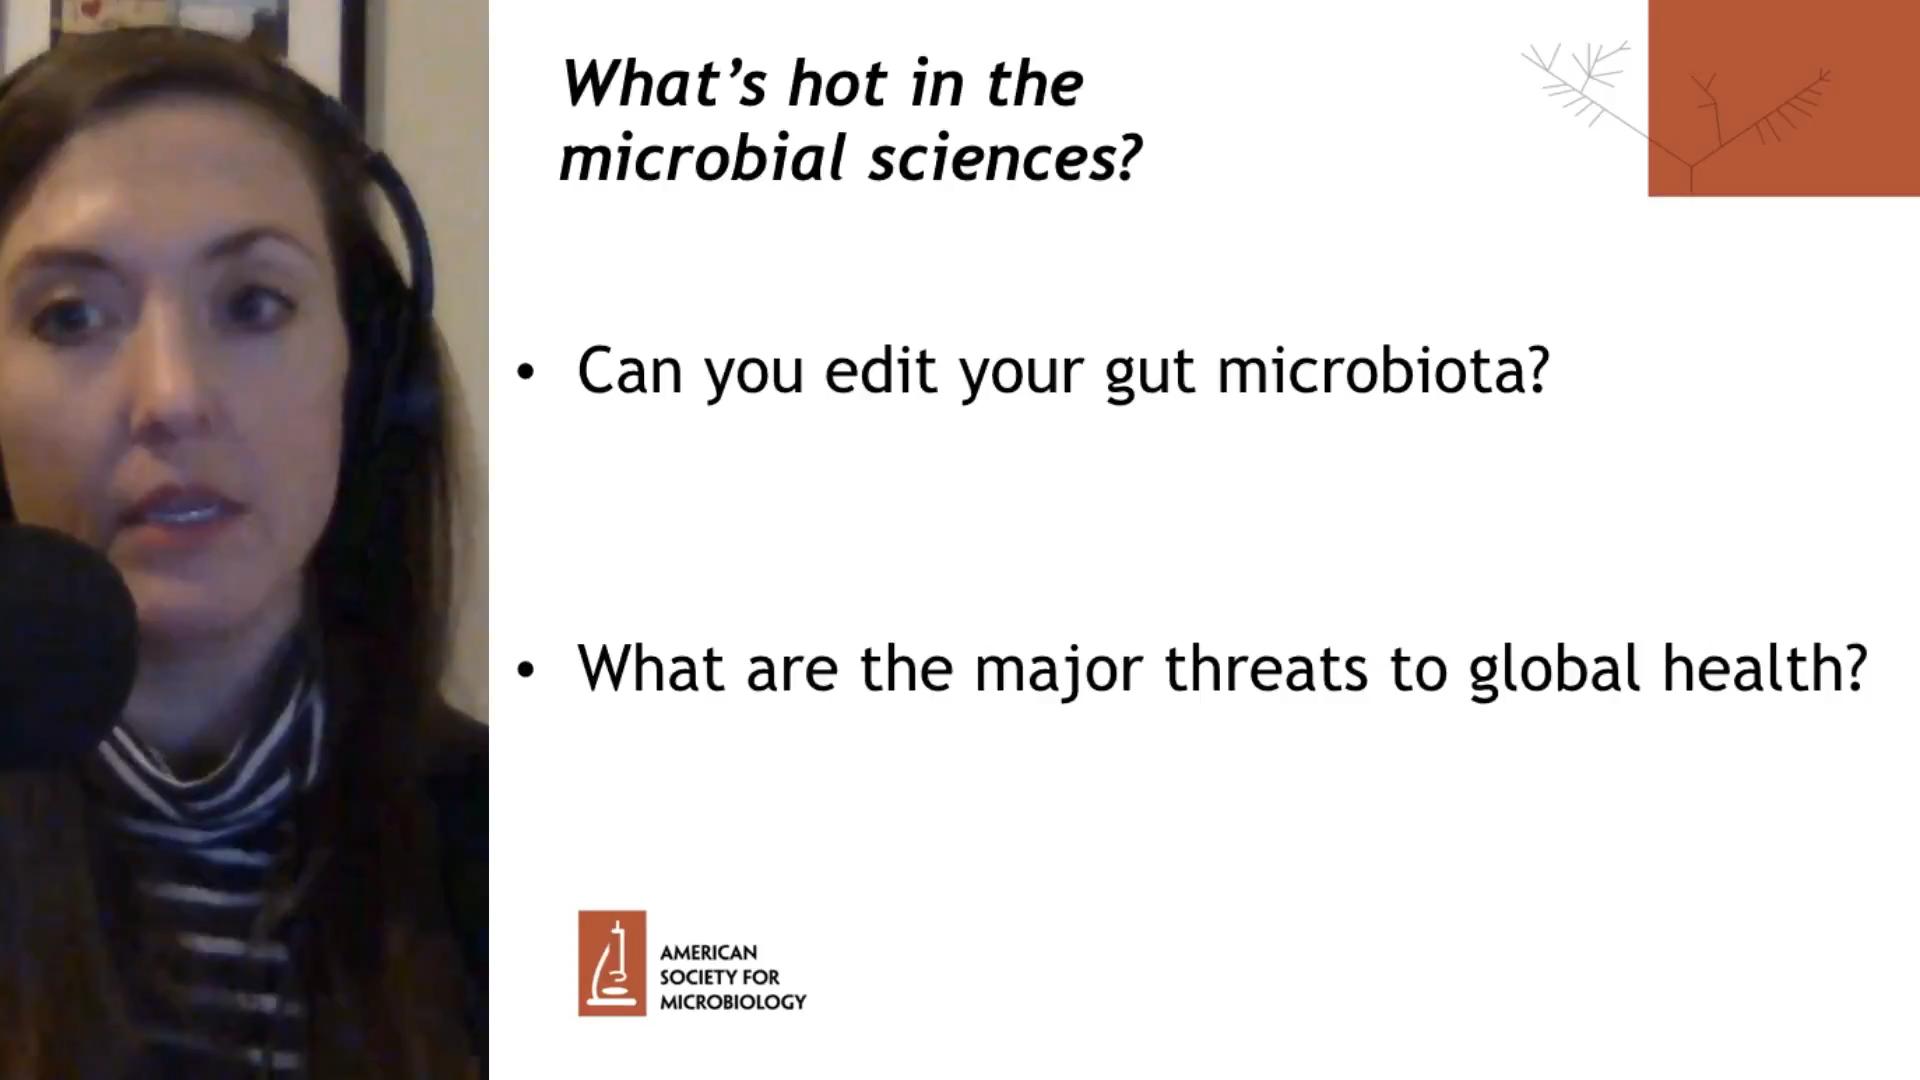 What’s hot in the
microbial sciences?
• Can you edit your gut microbiota?
• What are the major threats to global health?
AMERICAN
SOCIETY FOR
MICROBIOLOGY